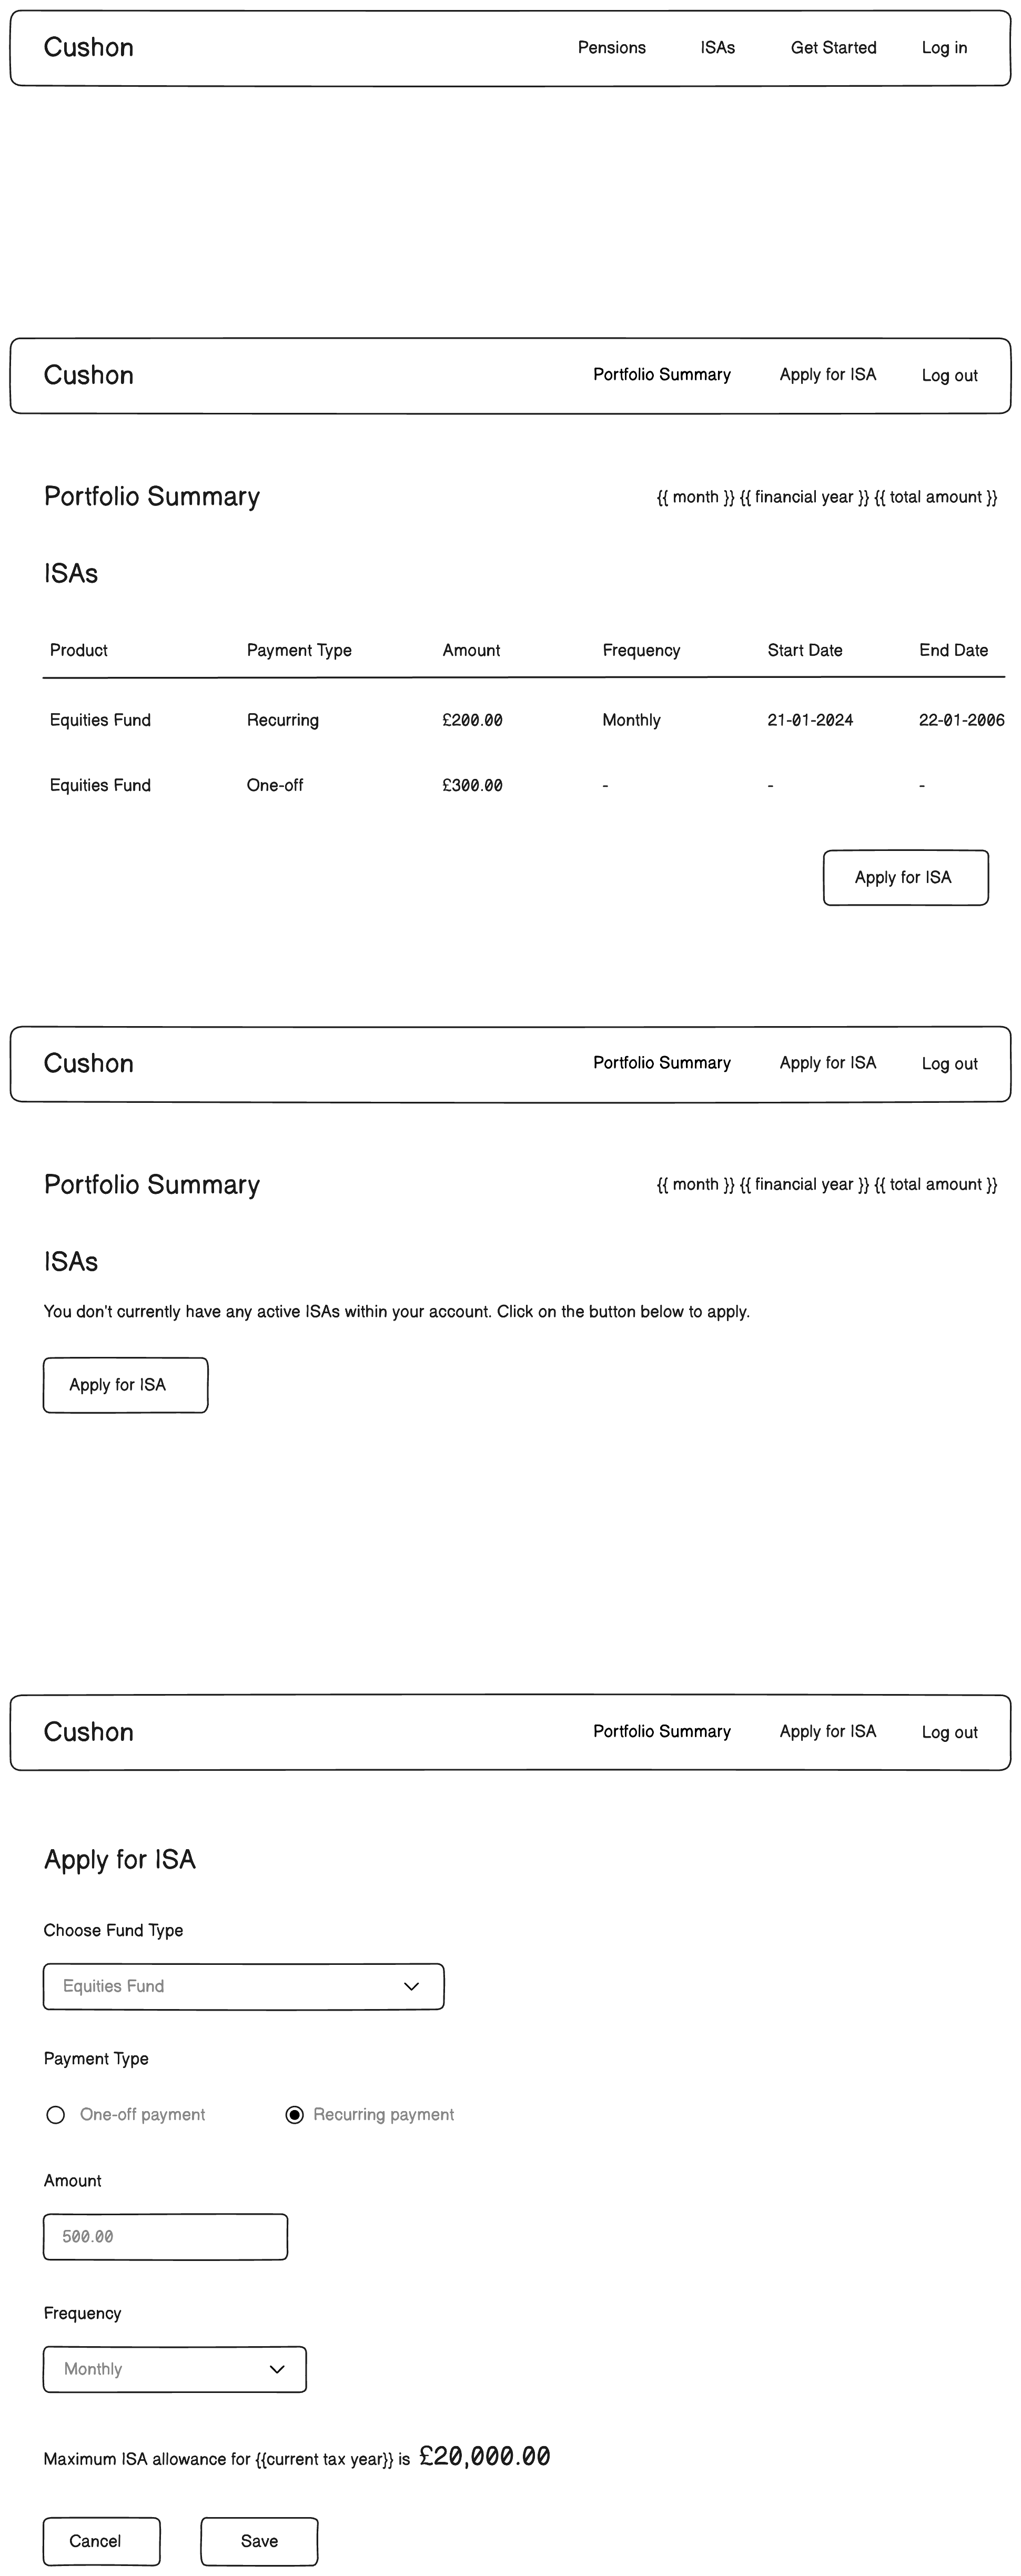 Cushon Pensions ISAs Get Started Log in
Cushon Portfolio Summary Apply for ISA Log out
Portfolio Summary {{ month }} {{ financial year }} {{ total amount }}
ISAs
Product Payment Type Amount Frequency Start Date End Date
Equities Fund Recurring £200.00 Monthly 21-01-2024 22-01-2006
Equities Fund One-off £300.00 - - -
Apply for ISA
Cushon Portfolio Summary Apply for ISA Log out
Portfolio Summary {{ month }} {{ financial year }} {{ total amount }}
ISAs
You don't currently have any active ISAs within your account. Click on the button below to apply.
Apply for ISA
Cushon Portfolio Summary Apply for ISA Log out
Apply for ISA
Choose Fund Type
Equities Fund
Payment Type
One-off payment Recurring payment
Amount
500.00
Frequency
Monthly
Maximum ISA allowance for {{current tax year}} is £20,000.00
Cancel Save